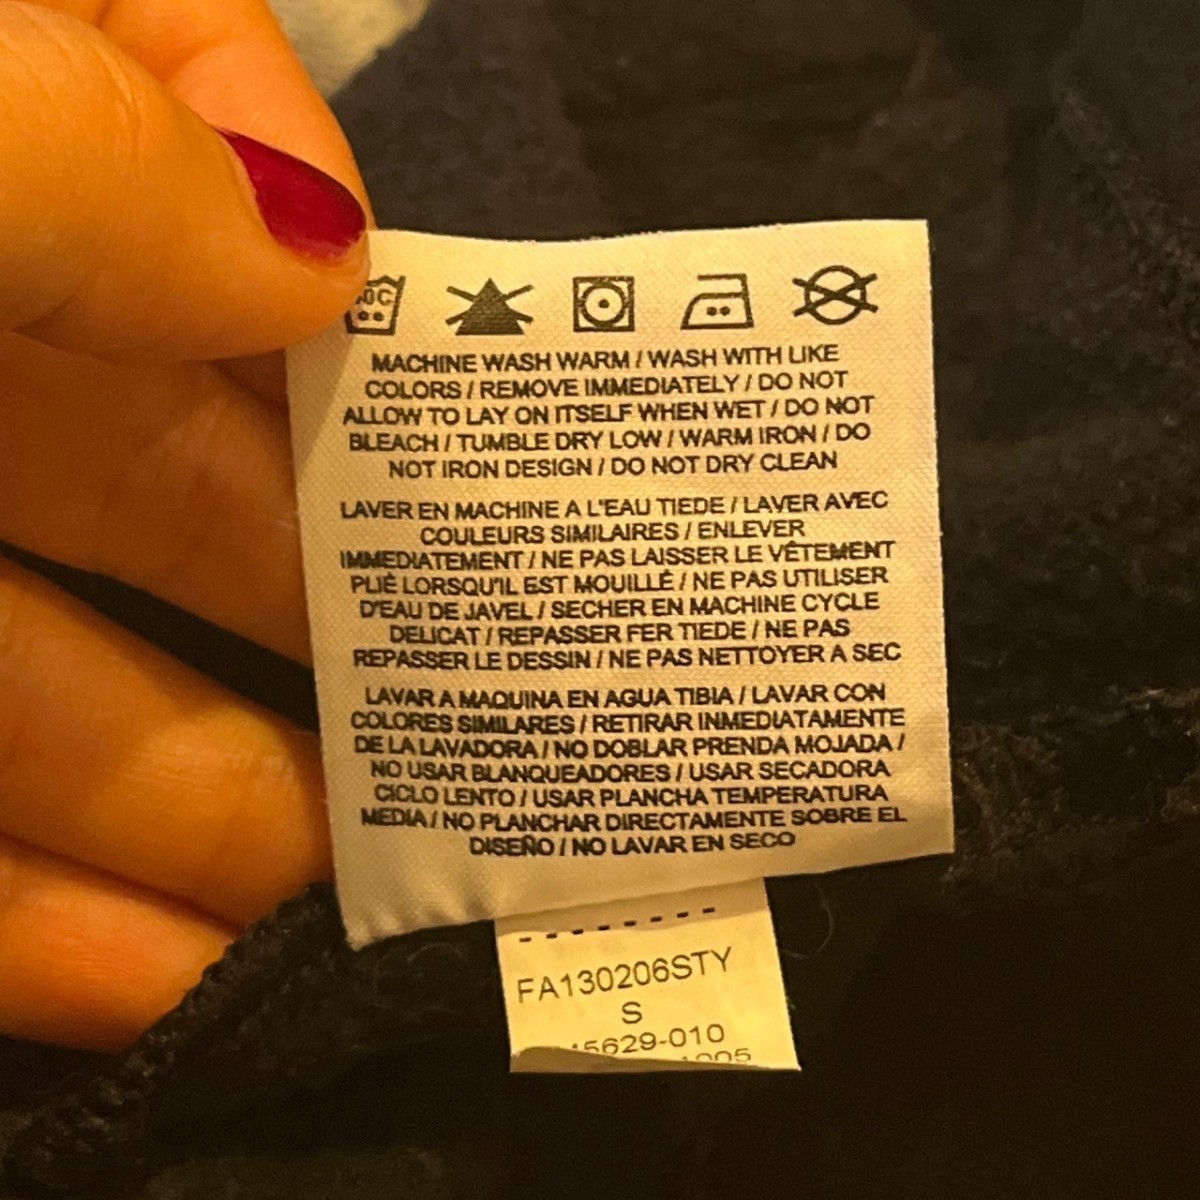 MACHINE WASH WARM / WASH WITH LIKE
COLORS / REMOVE IMMEDIATELY / DO NOT
ALLOW TO LAY ON ITSELF WHEN WET / DO NOT
BLEACH / TUMBLE DRY LOW / WARM IRON / DO
NOT IRON DESIGN / DO NOT DRY CLEAN
LAVER EN MACHINE A L'EAU TIEDE / LAVER AVEC
COULEURS SIMILAIRES / ENLEVER
IMMEDIATEMENT / NE PAS LAISSER LE VÊTEMENT
PLIÉ LORSQU'IL EST MOUILLÉ / NE PAS UTILISER
D'EAU DE JAVEL / SECHER EN MACHINE CYCLE
DELICAT / REPASSER FER TIEDE / NE PAS
REPASSER LE DESSIN / NE PAS NETTOYER A SEC
LAVAR A MAQUINA EN AGUA TIBIA / LAVAR CON
COLORES SIMILARES / RETIRAR INMEDIATAMENTE
DE LA LAVADORA / NO DOBLAR PRENDA MOJADA /
NO USAR BLANQUEADORES / USAR SECADORA
CICLO LENTO / USAR PLANCHA TEMPERATURA
MEDIA / NO PLANCHAR DIRECTAMENTE SOBRE EL
DISEÑO / NO LAVAR EN SECO
FA130206STY
S